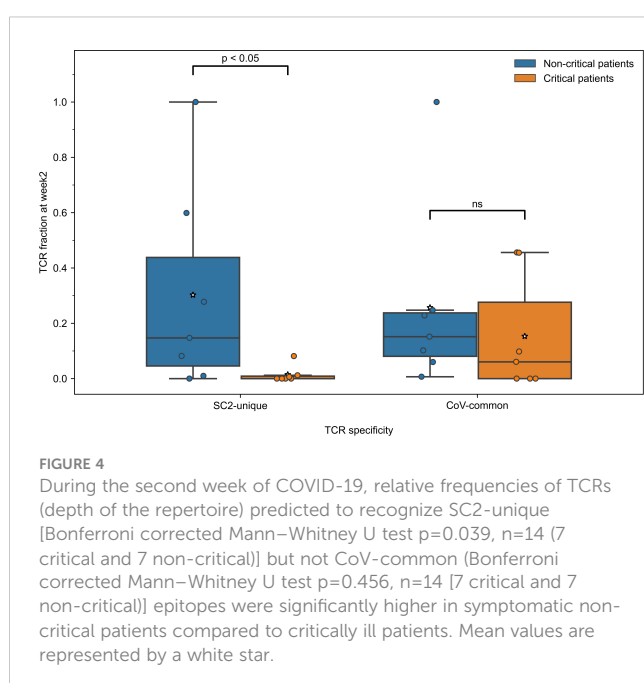 p < 0.05
Non-critical patients
Critical patients
1.0
0.8
0.6
ns
0.4
0.2
0.0
TCR fraction at week2
SC2-unique
CoV-common
TCR specificity
FIGURE 4
During the second week of COVID-19, relative frequencies of TCRs
(depth of the repertoire) predicted to recognize SC2-unique
[Bonferroni corrected Mann–Whitney U test p=0.039, n=14 (7
critical and 7 non-critical)] but not CoV-common (Bonferroni
corrected Mann–Whitney U test p=0.456, n=14 [7 critical and 7
non-critical)] epitopes were significantly higher in symptomatic non-
critical patients compared to critically ill patients. Mean values are
represented by a white star.